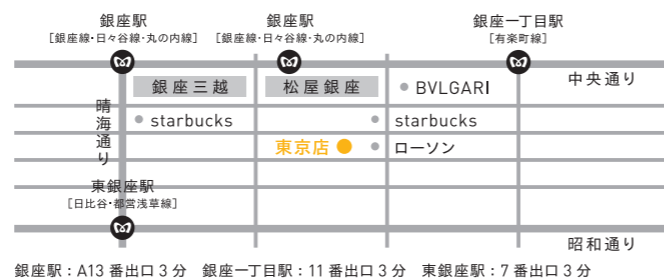 銀座駅
[銀座線・日々谷線・丸の内線]
銀座駅
[銀座線・日々谷線・丸の内線]
銀座一丁目駅
[有楽町線]
中央通り
銀座三越
松屋銀座
BVLGARI
晴海通り
starbucks
starbucks
東京店
ローソン
東銀座駅
[日比谷・都営浅草線]
昭和通り
銀座駅：A13 番出口 3 分 銀座一丁目駅：11 番出口 3 分 東銀座駅：7 番出口 3 分